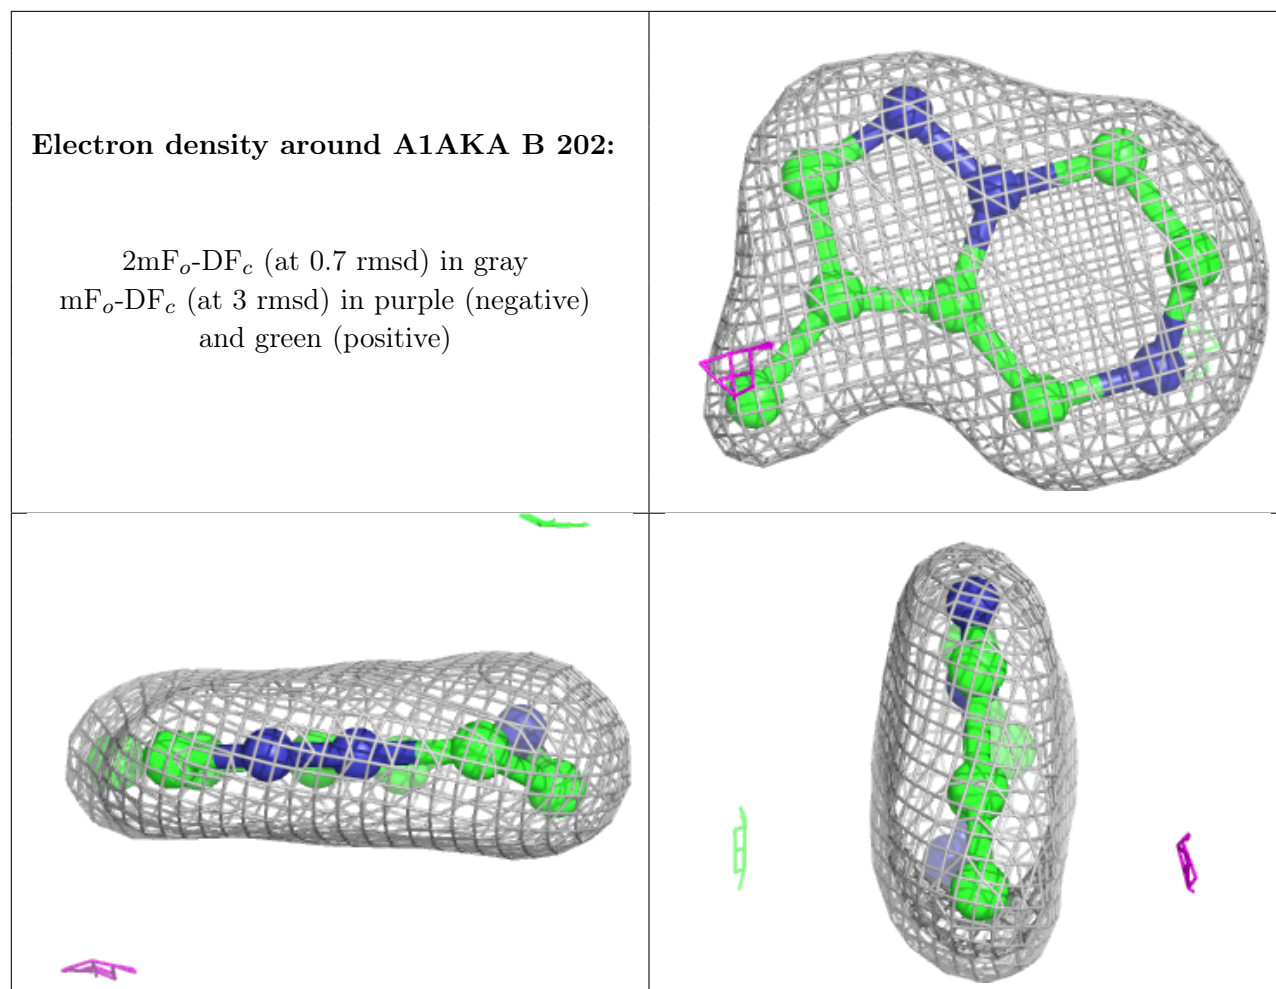 Electron density around A1AKA B 202:
2mFo-DFc (at 0.7 rmsd) in gray
mFo-DFc (at 3 rmsd) in purple (negative)
and green (positive)